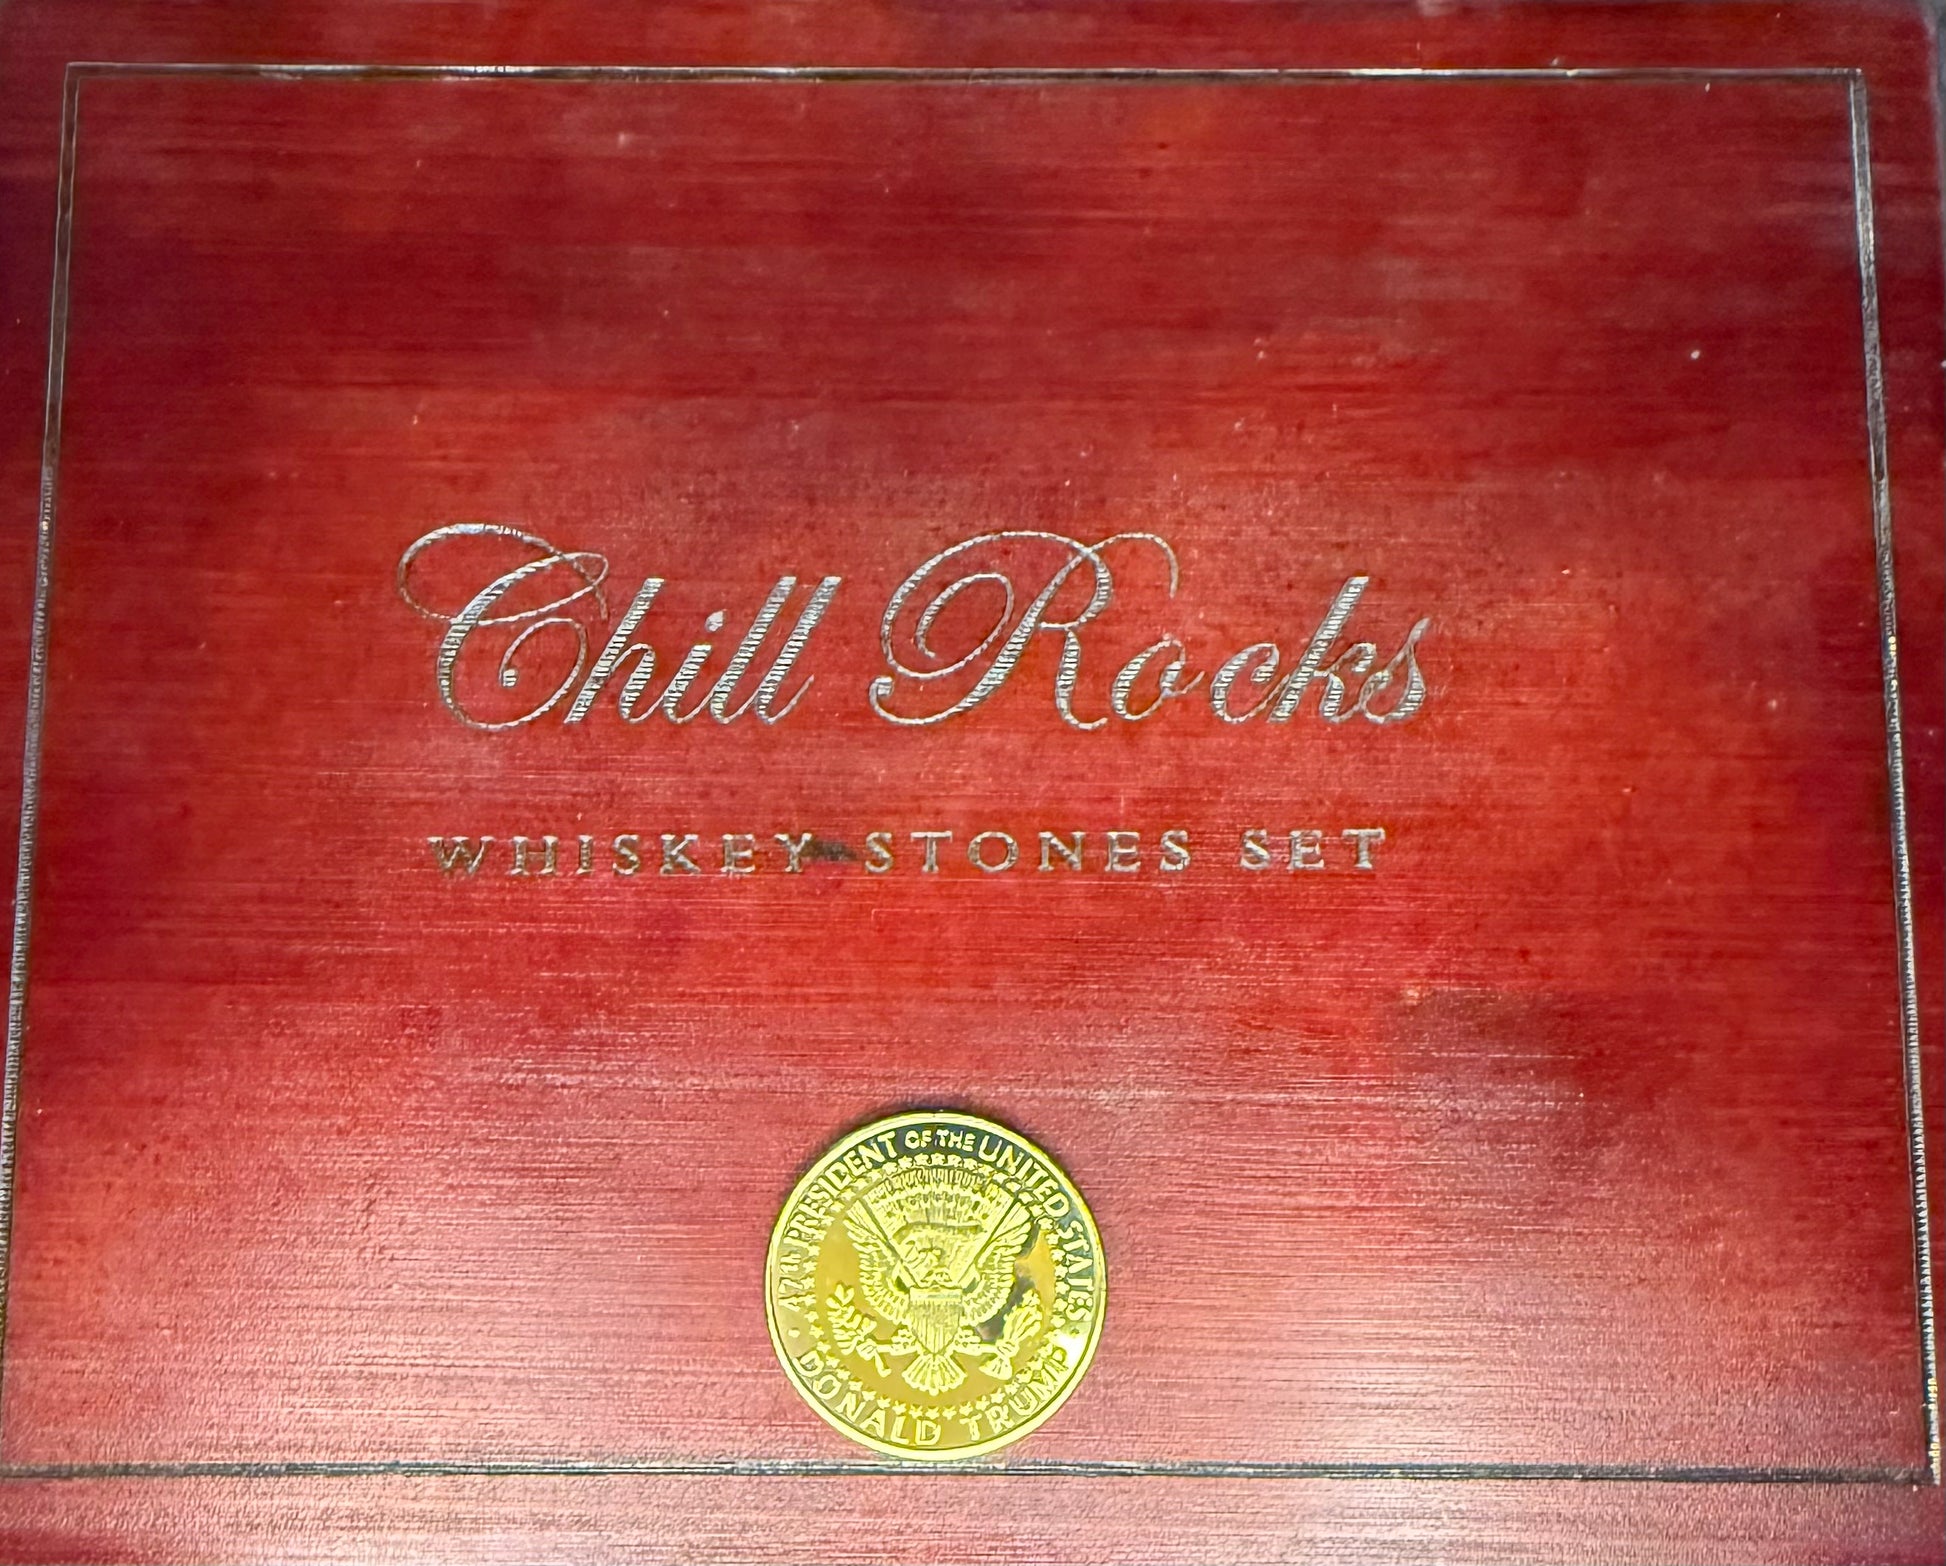 Chill Rocks
WHISKEY STONES SET
47th PRESIDENT OF THE UNITED STATES
DONALD TRUMP